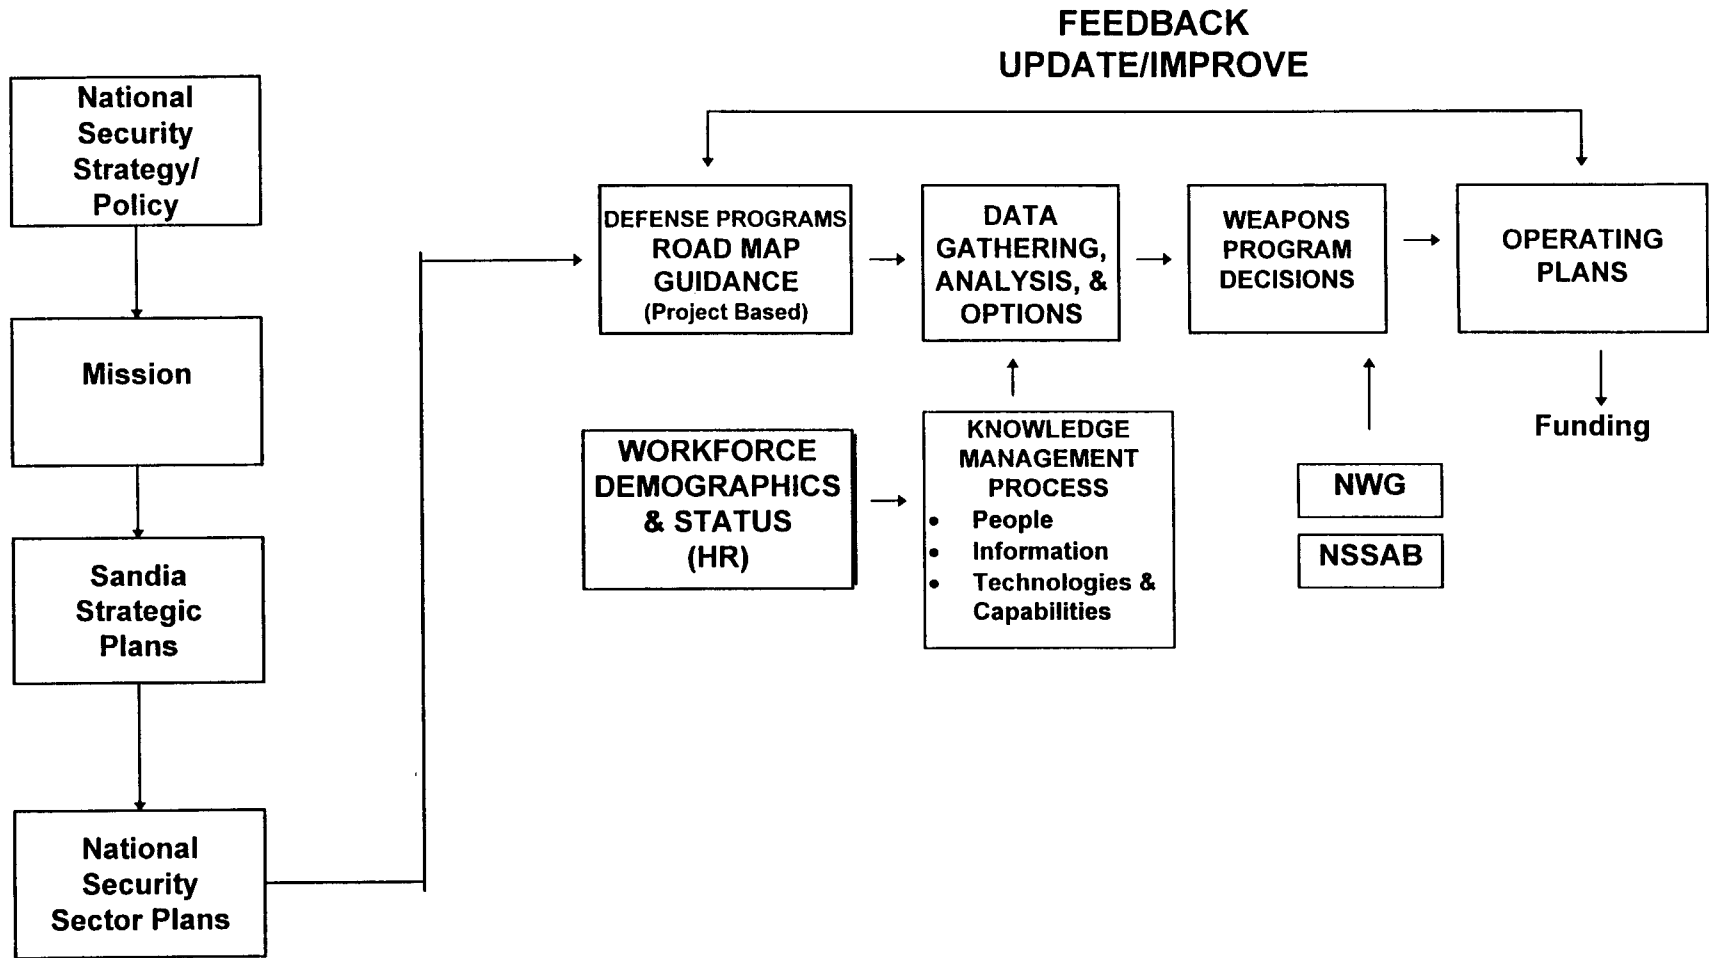 FEEDBACK
UPDATE/IMPROVE
National
Security
Strategy/
Policy
Mission
Sandia
Strategic
Plans
National
Security
Sector Plans
DEFENSE PROGRAMS
ROAD MAP
GUIDANCE
(Project Based)
DATA
GATHERING,
ANALYSIS, &
OPTIONS
WEAPONS
PROGRAM
DECISIONS
OPERATING
PLANS
Funding
WORKFORCE
DEMOGRAPHICS
& STATUS
(HR)
KNOWLEDGE
MANAGEMENT
PROCESS
• People
• Information
• Technologies &
Capabilities
NWG
NSSAB